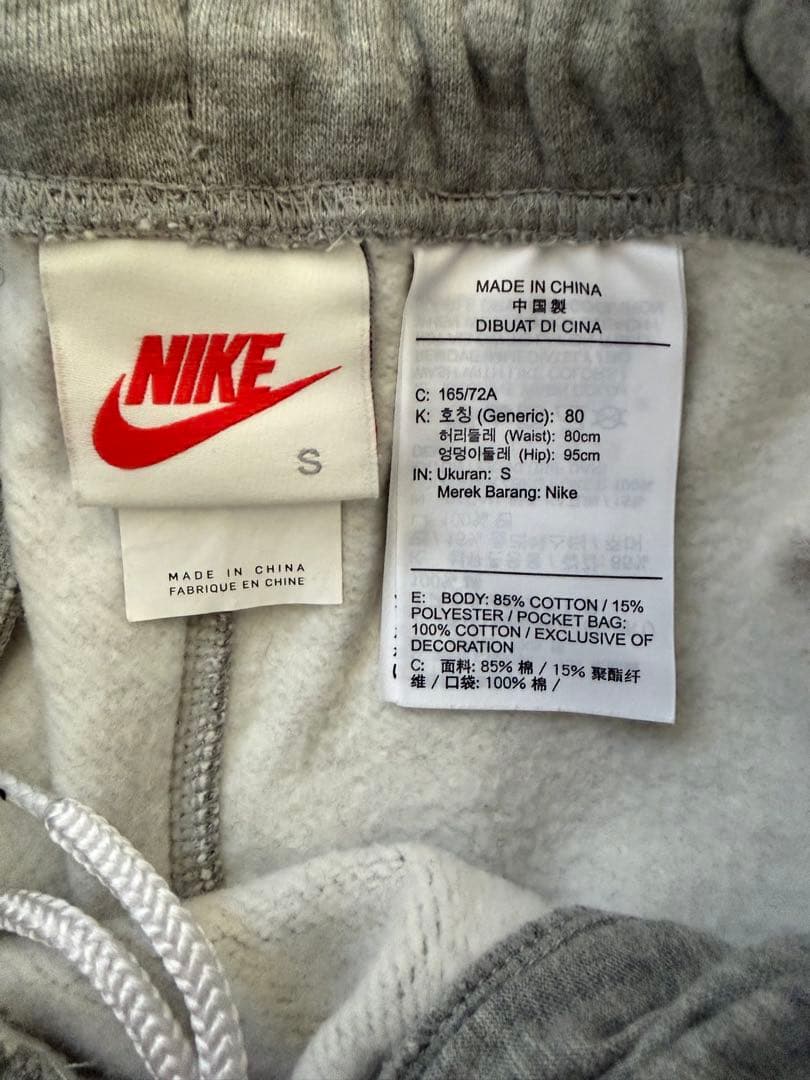 NIKE
S
MADE IN CHINA
FABRIQUE EN CHINE
MADE IN CHINA
中国製
DIBUAT DI CINA
C: 165/72A
K: 호칭 (Generic): 80
허리둘레 (Waist): 80cm
엉덩이둘레 (Hip): 95cm
IN: Ukuran: S
Merek Barang: Nike
E: BODY: 85% COTTON / 15%
POLYESTER / POCKET BAG:
100% COTTON / EXCLUSIVE OF
DECORATION
C: 面料: 85% 棉 / 15% 聚酯纤
维 / 口袋: 100% 棉 /